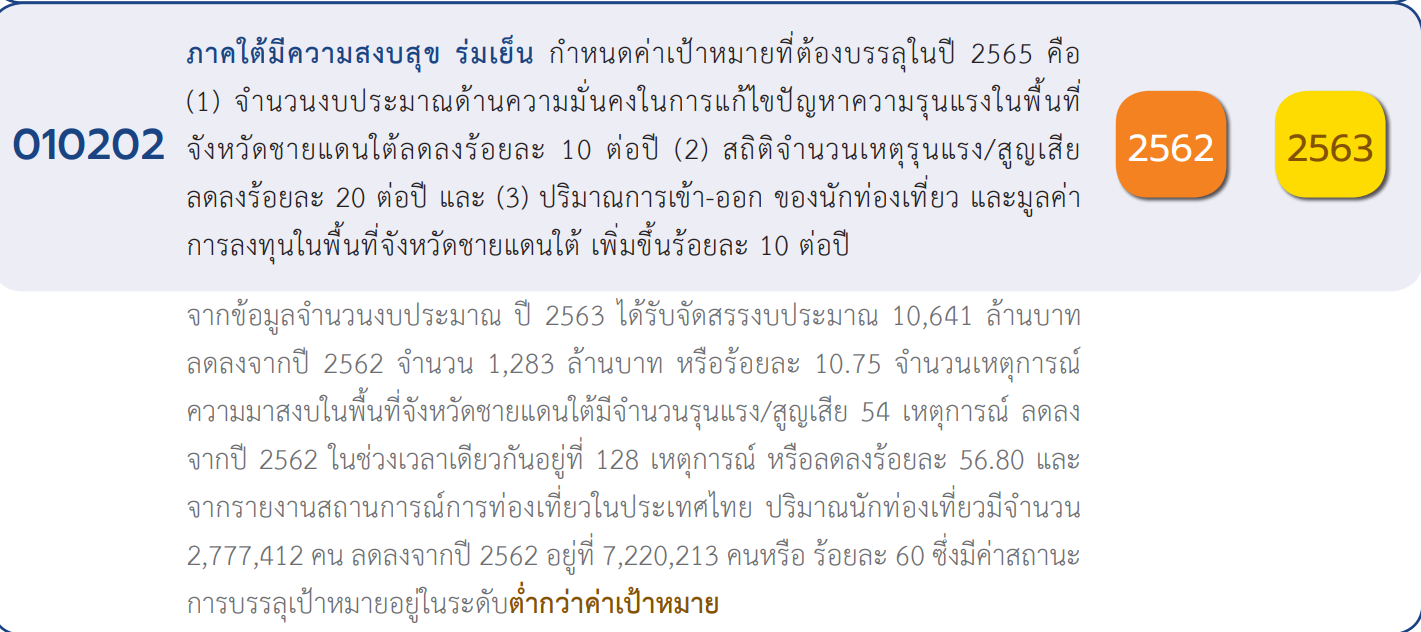 ภาคใต้มีความสงบสุข ร่มเย็น กำหนดค่าเป้าหมายที่ต้องบรรลุในปี 2565 คือ
(1) จำนวนงบประมาณด้านความมั่นคงในการแก้ไขปัญหาความรุนแรงในพื้นที่
010202
จังหวัดชายแดนใต้ลดลงร้อยละ 10 ต่อปี (2) สถิติจำนวนเหตุรุนแรง/สูญเสีย
2562
2563
ลดลงร้อยละ 20 ต่อปี และ (3) ปริมาณการเข้า-ออก ของนักท่องเที่ยว และมูลค่า
การลงทุนในพื้นที่จังหวัดชายแดนใต้ เพิ่มขึ้นร้อยละ 10 ต่อปี
จากข้อมูลจำนวนงบประมาณ ปี 2563 ได้รับจัดสรรงบประมาณ 10,641 ล้านบาท
ลดลงจากปี 2562 จำนวน 1,283 ล้านบาท หรือร้อยละ 10.75 จำนวนเหตุการณ์
ความมาสงบในพื้นที่จังหวัดชายแดนใต้มีจำนวนรุนแรง/สูญเสีย 54 เหตุการณ์ ลดลง
จากปี 2562 ในช่วงเวลาเดียวกันอยู่ที่ 128 เหตุการณ์ หรือลดลงร้อยละ 56.80 และ
จากรายงานสถานการณ์การท่องเที่ยวในประเทศไทย ปริมาณนักท่องเที่ยวมีจำนวน
2,777,412 คน ลดลงจากปี 2562 อยู่ที่ 7,220,213 คนหรือ ร้อยละ 60 ซึ่งมีค่าสถานะ
การบรรลุเป้าหมายอยู่ในระดับต่ำกว่าค่าเป้าหมาย